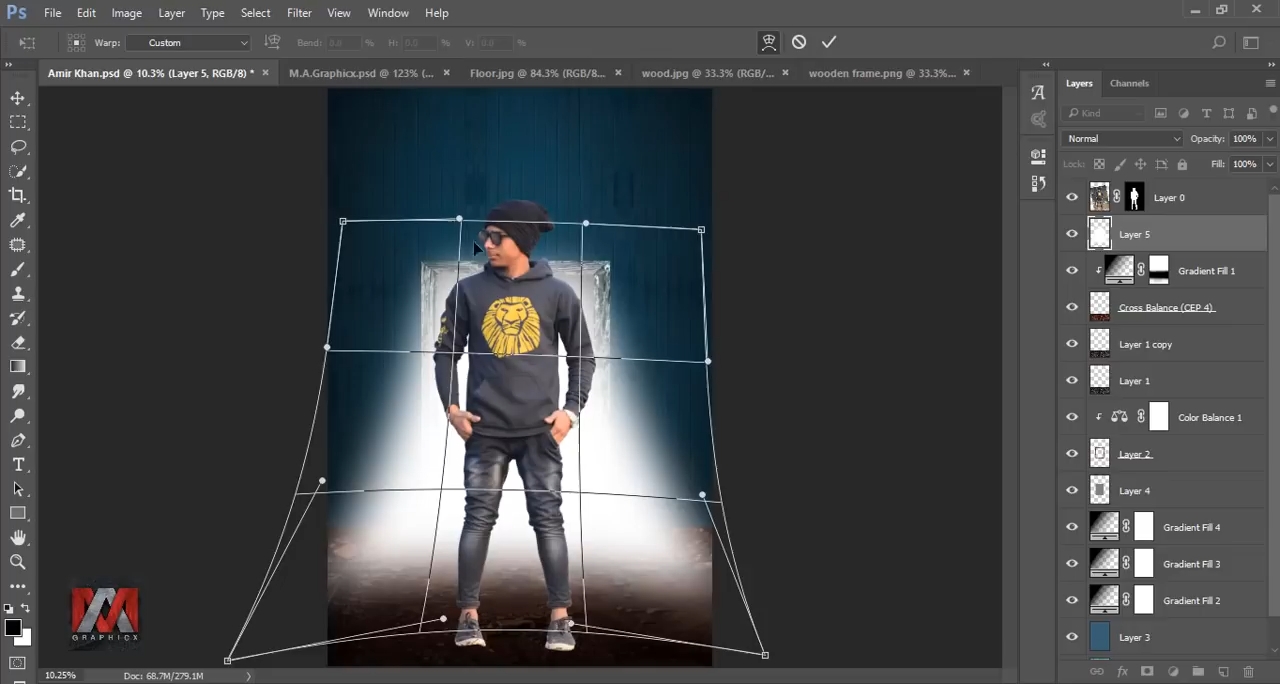 Ps File Edit Image Layer Type Select Filter View Window Help
Warp: Custom Bend: 0.0 % H: 0.0 % V: 0.0 %
Amir Khan.psd @ 10.3% (Layer 5, RGB/8) * × M.A.Graphicx.psd @ 123% (... × Floor.jpg @ 84.3% (RGB/8... × wood.jpg @ 33.3% (RGB/... × wooden frame.png @ 33.3%... ×
Layers Channels
Kind
Normal Opacity: 100%
Lock: Fill: 100%
Layer 0
Layer 5
Gradient Fill 1
Cross Balance (CEP 4)
Layer 1 copy
Layer 1
Color Balance 1
Layer 2
Layer 4
Gradient Fill 4
Gradient Fill 3
Gradient Fill 2
Layer 3
MA
GRAPHICX
10.25% Doc: 68.7M/279.1M